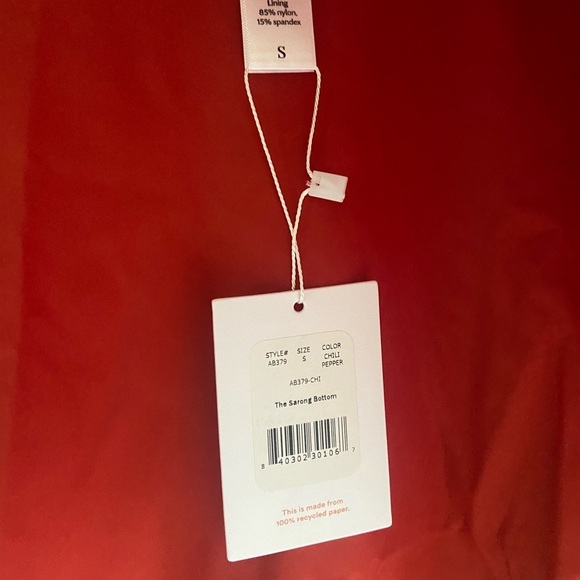 Lining
85% nylon,
15% spandex
S
STYLE# SIZE COLOR
AB379 S CHILI
PEPPER
AB379-CHI
The Sarong Bottom
8 40302 30106 7
This is made from
100% recycled paper.